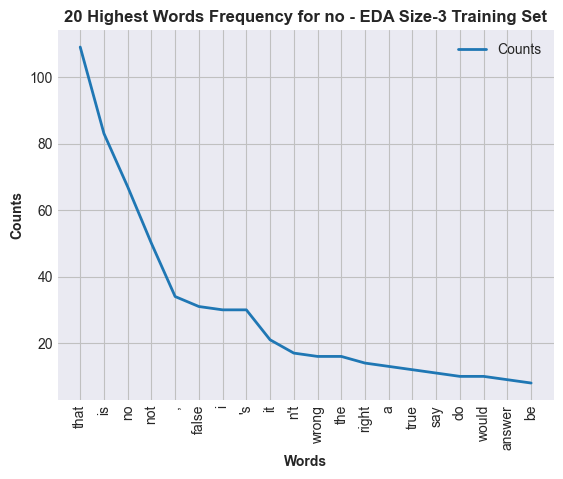 20 Highest Words Frequency for no - EDA Size-3 Training Set
Counts
Counts
100
80
60
40
20
that
is
no
not
,
false
i
's
it
n't
wrong
the
right
a
true
say
do
would
answer
be
Words